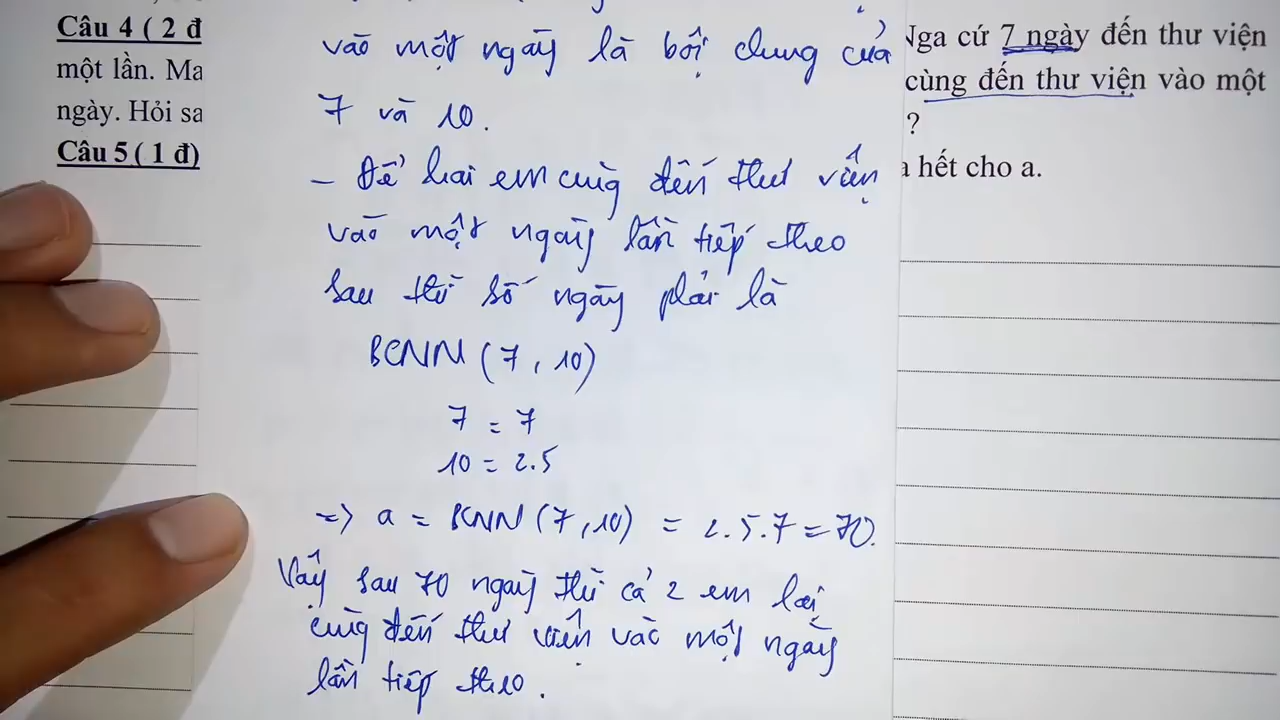 Câu 4 ( 2 đ
một lần. Ma
ngày. Hỏi sa
Câu 5 ( 1 đ)
vào một ngày là bội chung của
7 và 10.
- Để hai em cùng đến thư viện
vào một ngày lần tiếp theo
sau thì số ngày phải là
BCNN (7, 10)
7 = 7
10 = 2.5
=> a = BCNN (7, 10) = 2.5.7 = 70.
Vậy sau 70 ngày thì cả 2 em lại
cùng đến thư viện vào một ngày
lần tiếp theo.
Nga cứ 7 ngày đến thư viện
cùng đến thư viện vào một
?
hết cho a.